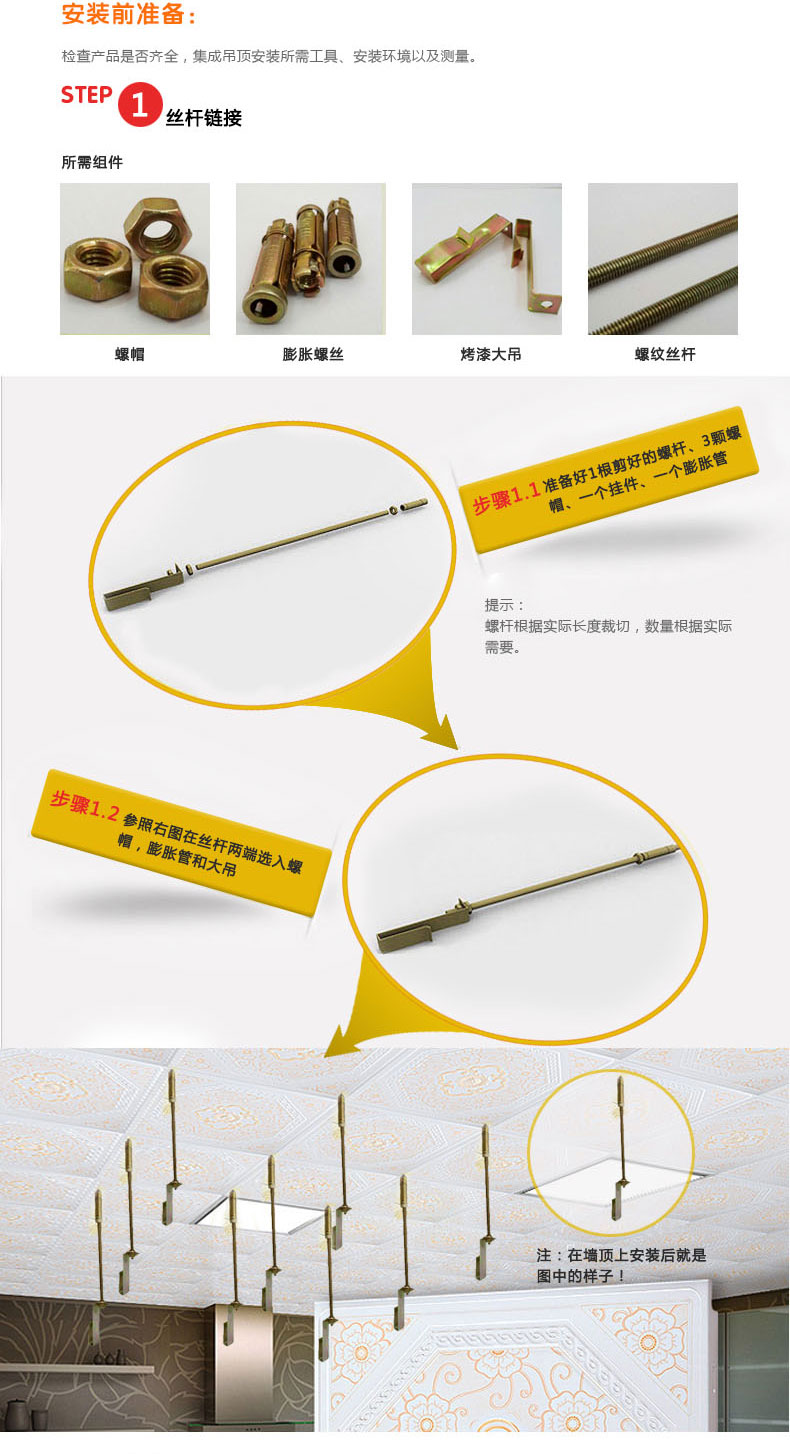 安装前准备：
检查产品是否齐全，集成吊顶安装所需工具、安装环境以及测量。
STEP 1 丝杆链接
所需组件
螺帽 膨胀螺丝 烤漆大吊 螺纹丝杆
步骤1.1 准备好1根剪好的螺杆、3颗螺
帽、一个挂件、一个膨胀管
提示：
螺杆根据实际长度裁切，数量根据实际
需要。
步骤1.2 参照右图在丝杆两端选入螺
帽，膨胀管和大吊
注：在墙顶上安装后就是
图中的样子！